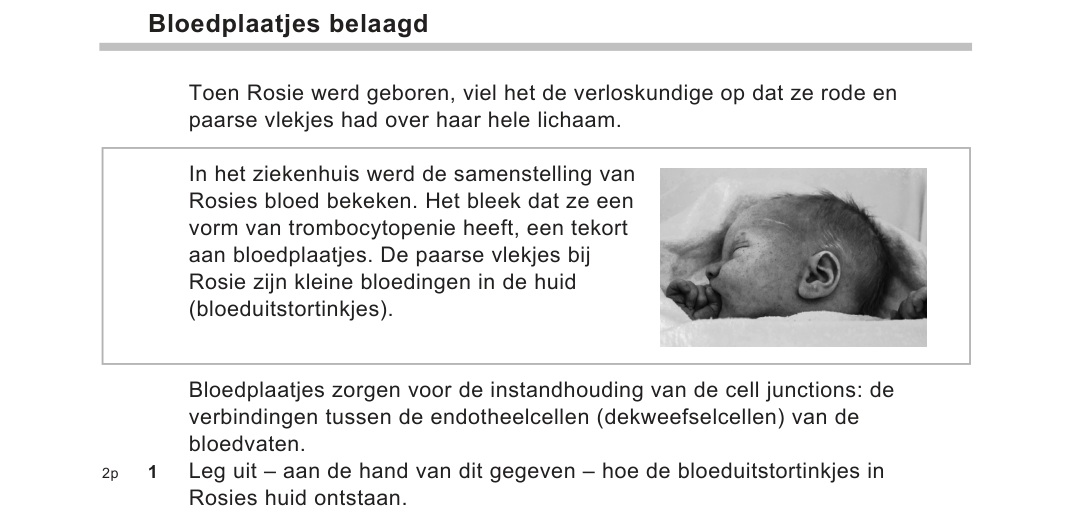 Bloedplaatjes belaagd
Toen Rosie werd geboren, viel het de verloskundige op dat ze rode en
paarse vlekjes had over haar hele lichaam.
In het ziekenhuis werd de samenstelling van
Rosies bloed bekeken. Het bleek dat ze een
vorm van trombocytopenie heeft, een tekort
aan bloedplaatjes. De paarse vlekjes bij
Rosie zijn kleine bloedingen in de huid
(bloeduitstortinkjes).
Bloedplaatjes zorgen voor de instandhouding van de cell junctions: de
verbindingen tussen de endotheelcellen (dekweefselcellen) van de
bloedvaten.
2p 1 Leg uit – aan de hand van dit gegeven – hoe de bloeduitstortinkjes in
Rosies huid ontstaan.